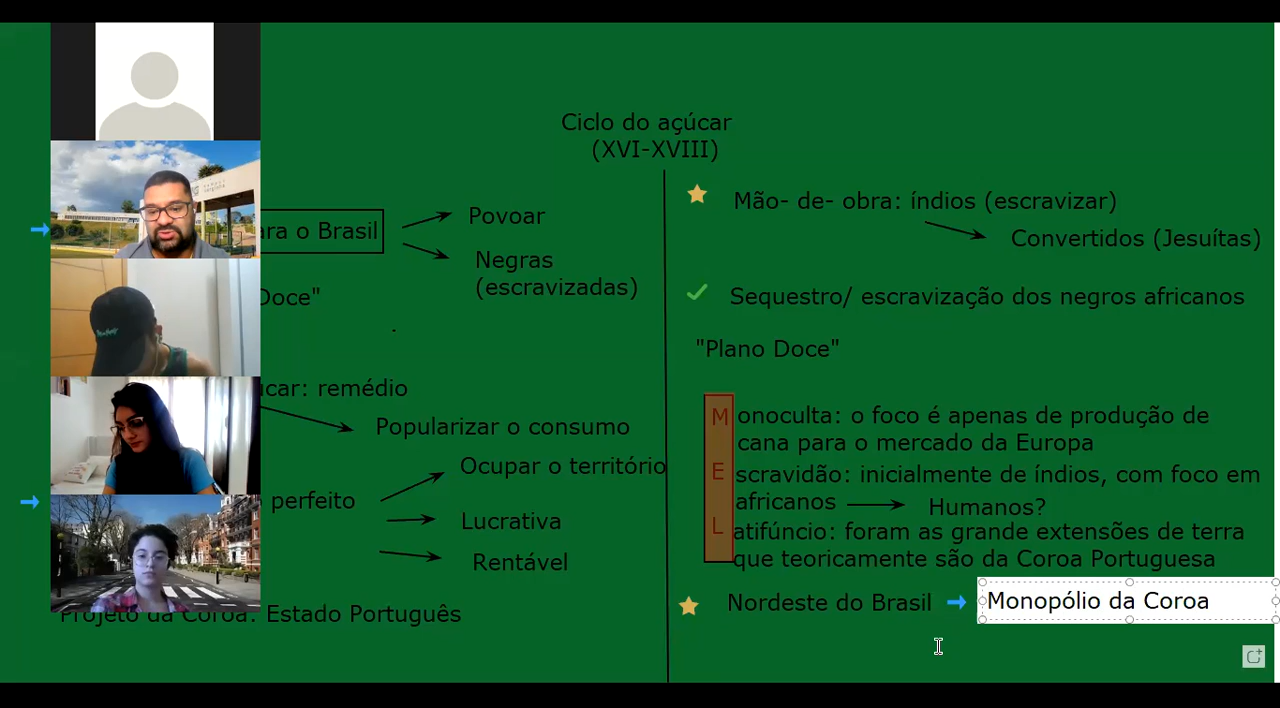 Ciclo do açúcar
(XVI-XVIII)
ara o Brasil
Povoar
Negras
(escravizadas)
Doce"
car: remédio
Popularizar o consumo
Ocupar o território
perfeito
Lucrativa
Rentável
Projeto da Coroa: Estado Português
Mão- de- obra: índios (escravizar)
Convertidos (Jesuítas)
Sequestro/ escravização dos negros africanos
"Plano Doce"
Monoculta: o foco é apenas de produção de
cana para o mercado da Europa
Escravidão: inicialmente de índios, com foco em
africanos
Humanos?
Latifúncio: foram as grande extensões de terra
que teoricamente são da Coroa Portuguesa
Nordeste do Brasil
Monopólio da Coroa